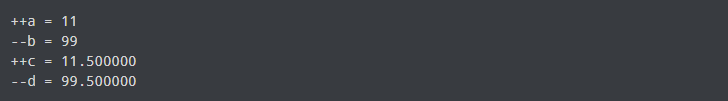 ++a = 11
--b = 99
++c = 11.500000
--d = 99.500000